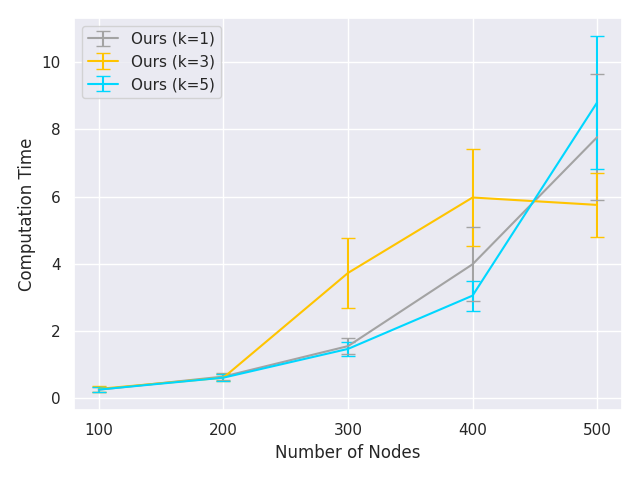 Ours (k=1)
Ours (k=3)
Ours (k=5)
Computation Time
10
8
6
4
2
0
100 200 300 400 500
Number of Nodes